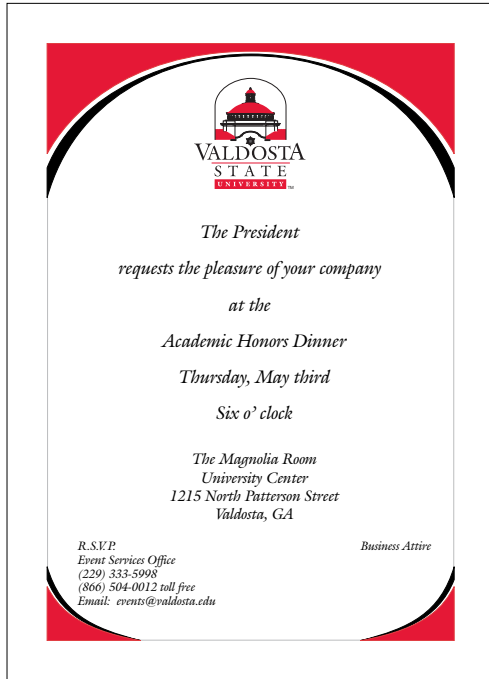 VALDOSTA
STATE
UNIVERSITY™
The President
requests the pleasure of your company
at the
Academic Honors Dinner
Thursday, May third
Six o’ clock
The Magnolia Room
University Center
1215 North Patterson Street
Valdosta, GA
R.S.V.P.
Event Services Office
(229) 333-5998
(866) 504-0012 toll free
Email: events@valdosta.edu
Business Attire